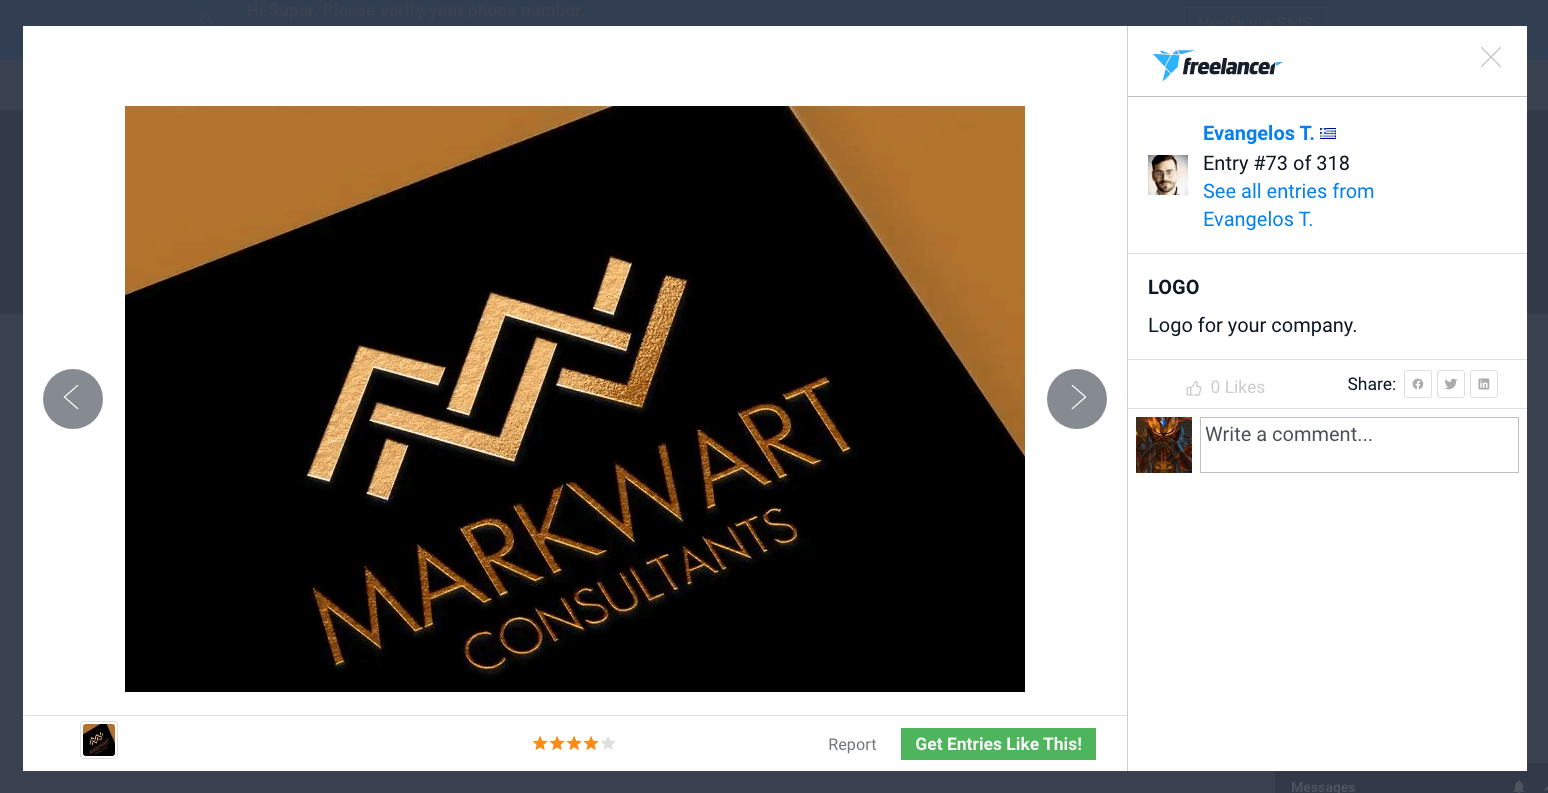 Hi Super, Please verify your phone number.
freelancer
Evangelos T.
Entry #73 of 318
See all entries from
Evangelos T.
MARKWART
CONSULTANTS
LOGO
Logo for your company.
0 Likes
Share:
Write a comment...
Report
Get Entries Like This!
Messages